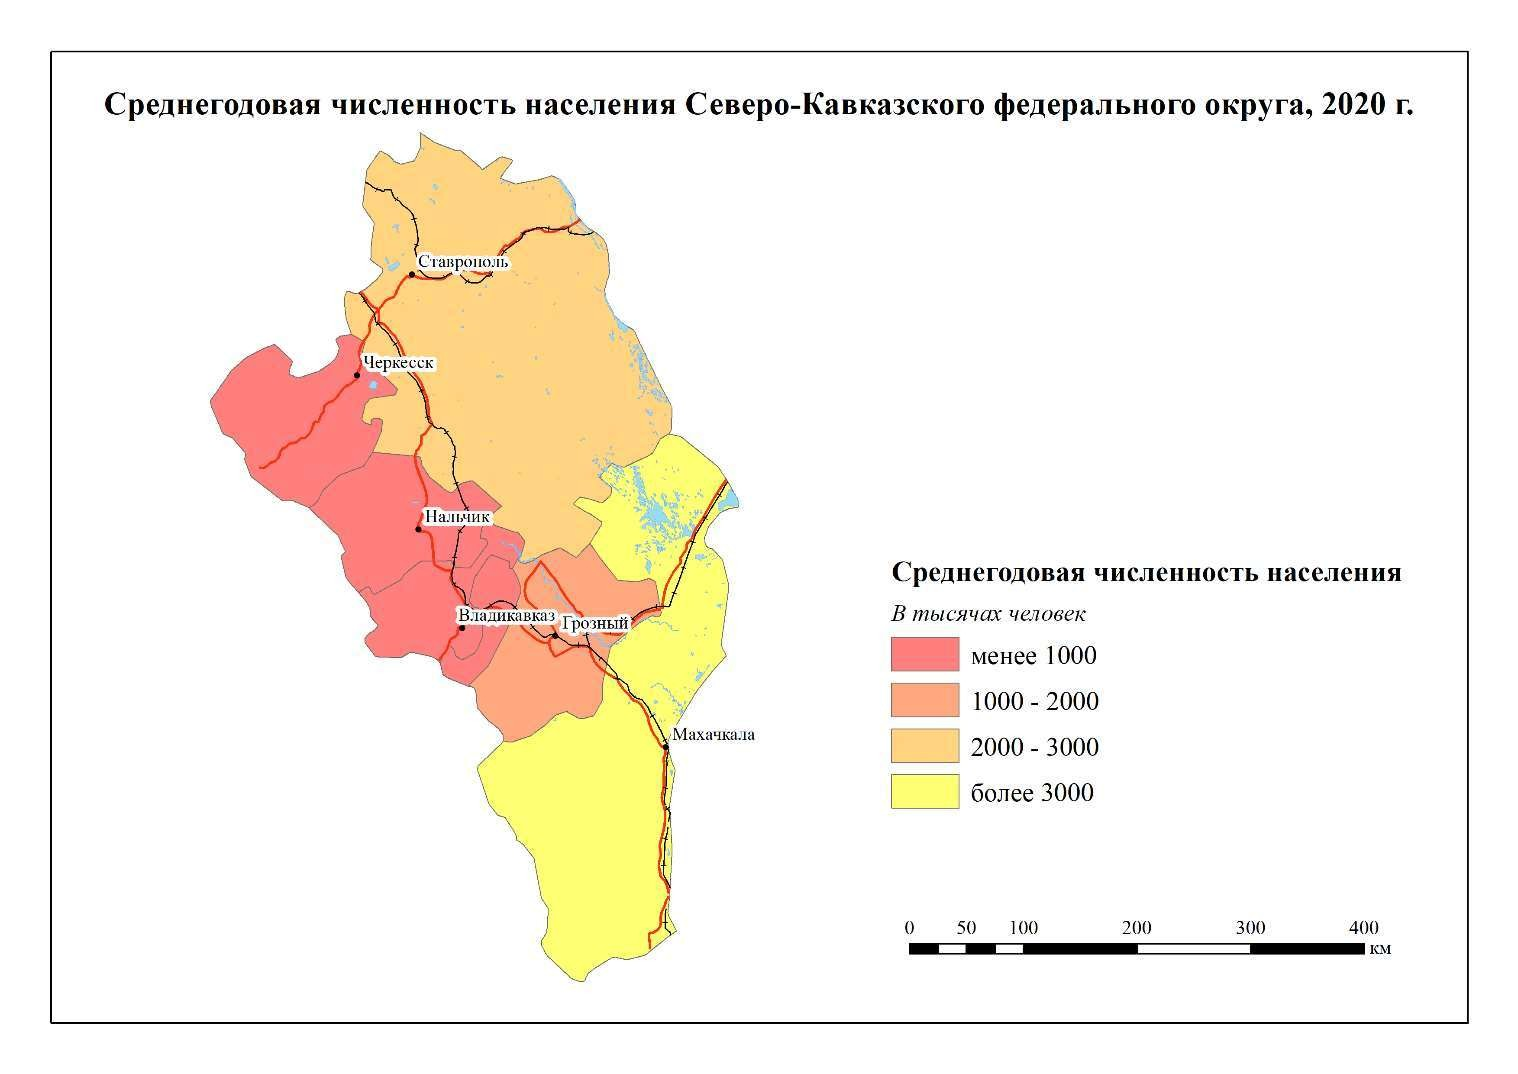 Среднегодовая численность населения Северо-Кавказского федерального округа, 2020 г.
Ставрополь
Черкесск
Нальчик
Владикавказ
Грозный
Махачкала
Среднегодовая численность населения
В тысячах человек
менее 1000
1000 - 2000
2000 - 3000
более 3000
0 50 100 200 300 400
км